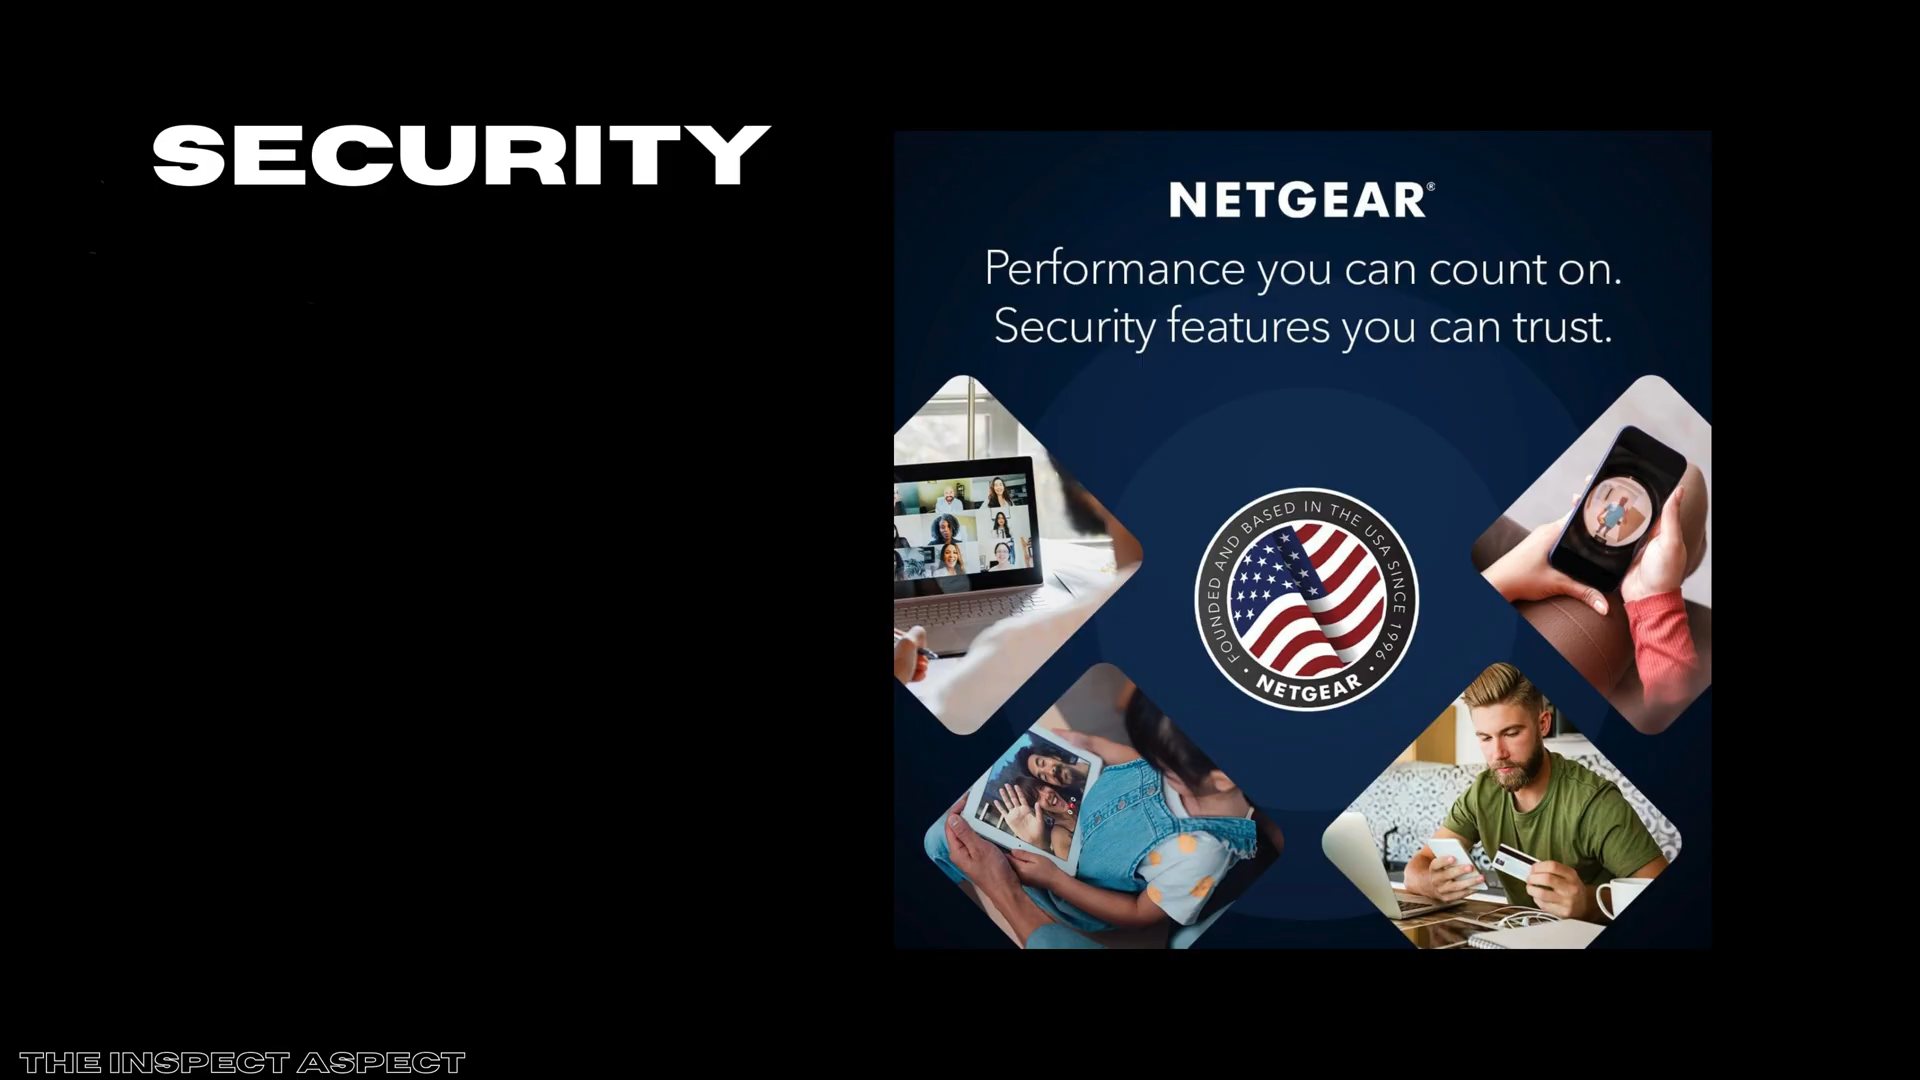 SECURITY
NETGEAR®
Performance you can count on.
Security features you can trust.
FOUNDED AND BASED IN THE USA SINCE 1996
• NETGEAR •
THE INSPECT ASPECT